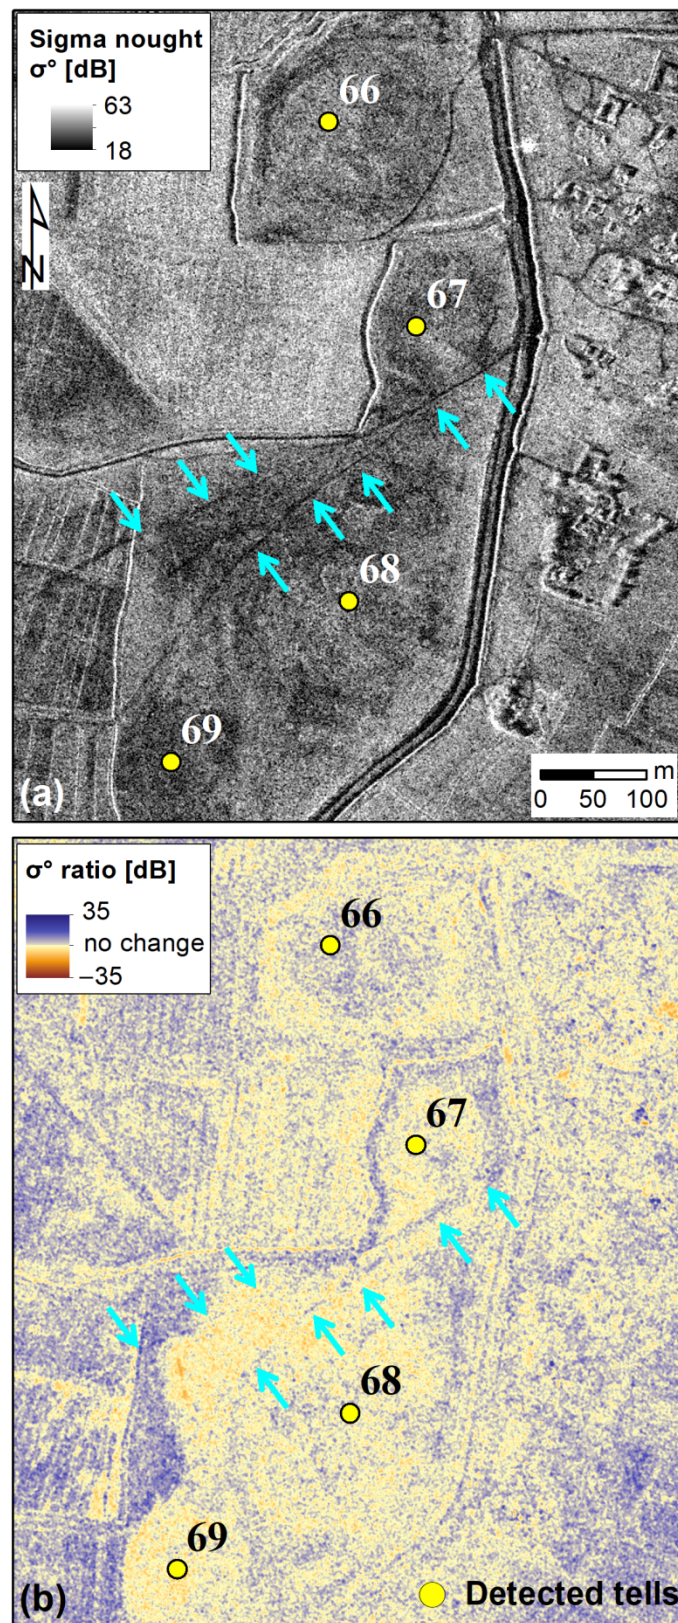 Sigma nought
σ° [dB]
63
18
N
66
67
68
69
(a)
m
0 50 100
σ° ratio [dB]
35
no change
−35
66
67
68
69
(b)
Detected tells